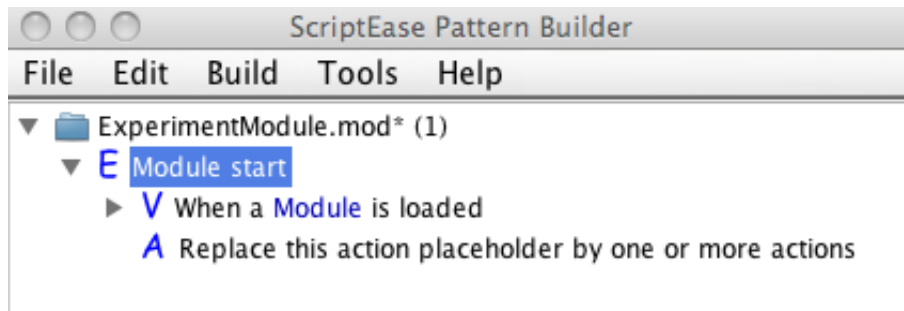 ScriptEase Pattern Builder
File Edit Build Tools Help
ExperimentModule.mod* (1)
E Module start
V When a Module is loaded
A Replace this action placeholder by one or more actions